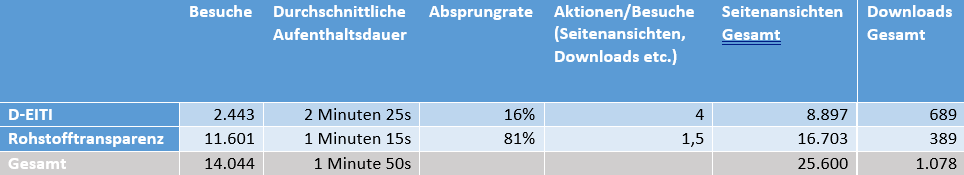 Besuche Durchschnittliche Aufenthaltsdauer Absprungrate Aktionen/Besuche (Seitenansichten, Downloads etc.) Seitenansichten Gesamt Downloads Gesamt
D-EITI 2.443 2 Minuten 25s 16% 4 8.897 689
Rohstofftransparenz 11.601 1 Minuten 15s 81% 1,5 16.703 389
Gesamt 14.044 1 Minute 50s 25.600 1.078